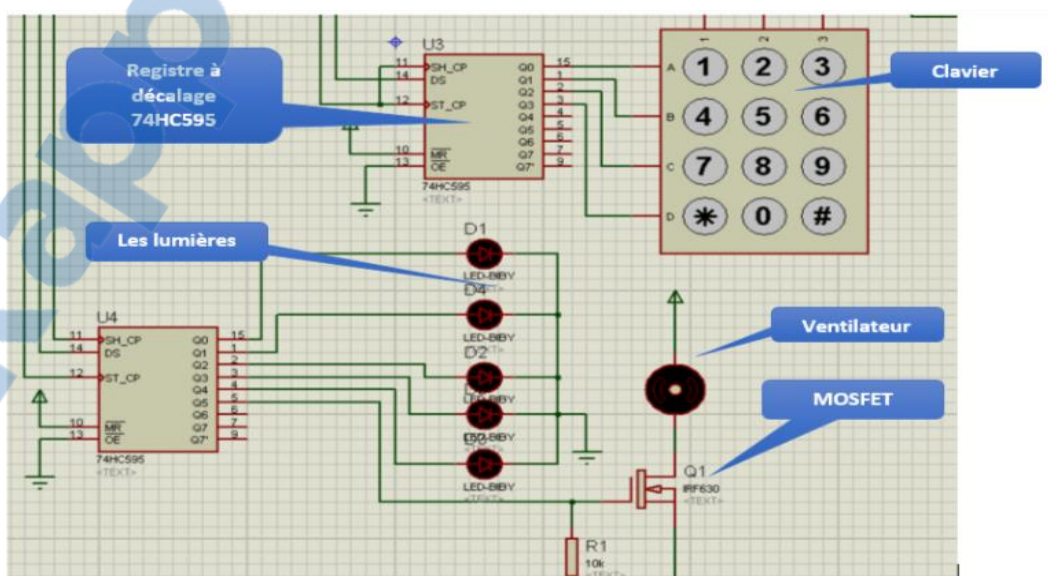 1
2
3
U3
Registre à
décalage
74HC595
11
14
12
10
13
SH_CP
DS
ST_CP
MR
OE
Q0
Q1
Q2
Q3
Q4
Q5
Q6
Q7
Q7'
15
1
2
3
4
5
6
7
9
74HC595
<TEXT>
A
B
C
D
1 2 3
4 5 6
7 8 9
* 0 #
Clavier
Les lumières
D1
LED-BIBY
D4
LED-BIBY
D2
LED-BIBY
LED-BIBY
LED-BIBY
U4
11
14
12
10
13
SH_CP
DS
ST_CP
MR
OE
Q0
Q1
Q2
Q3
Q4
Q5
Q6
Q7
Q7'
15
1
2
3
4
5
6
7
9
74HC595
<TEXT>
Ventilateur
MOSFET
Q1
IRF630
<TEXT>
R1
10k
<TEXT>